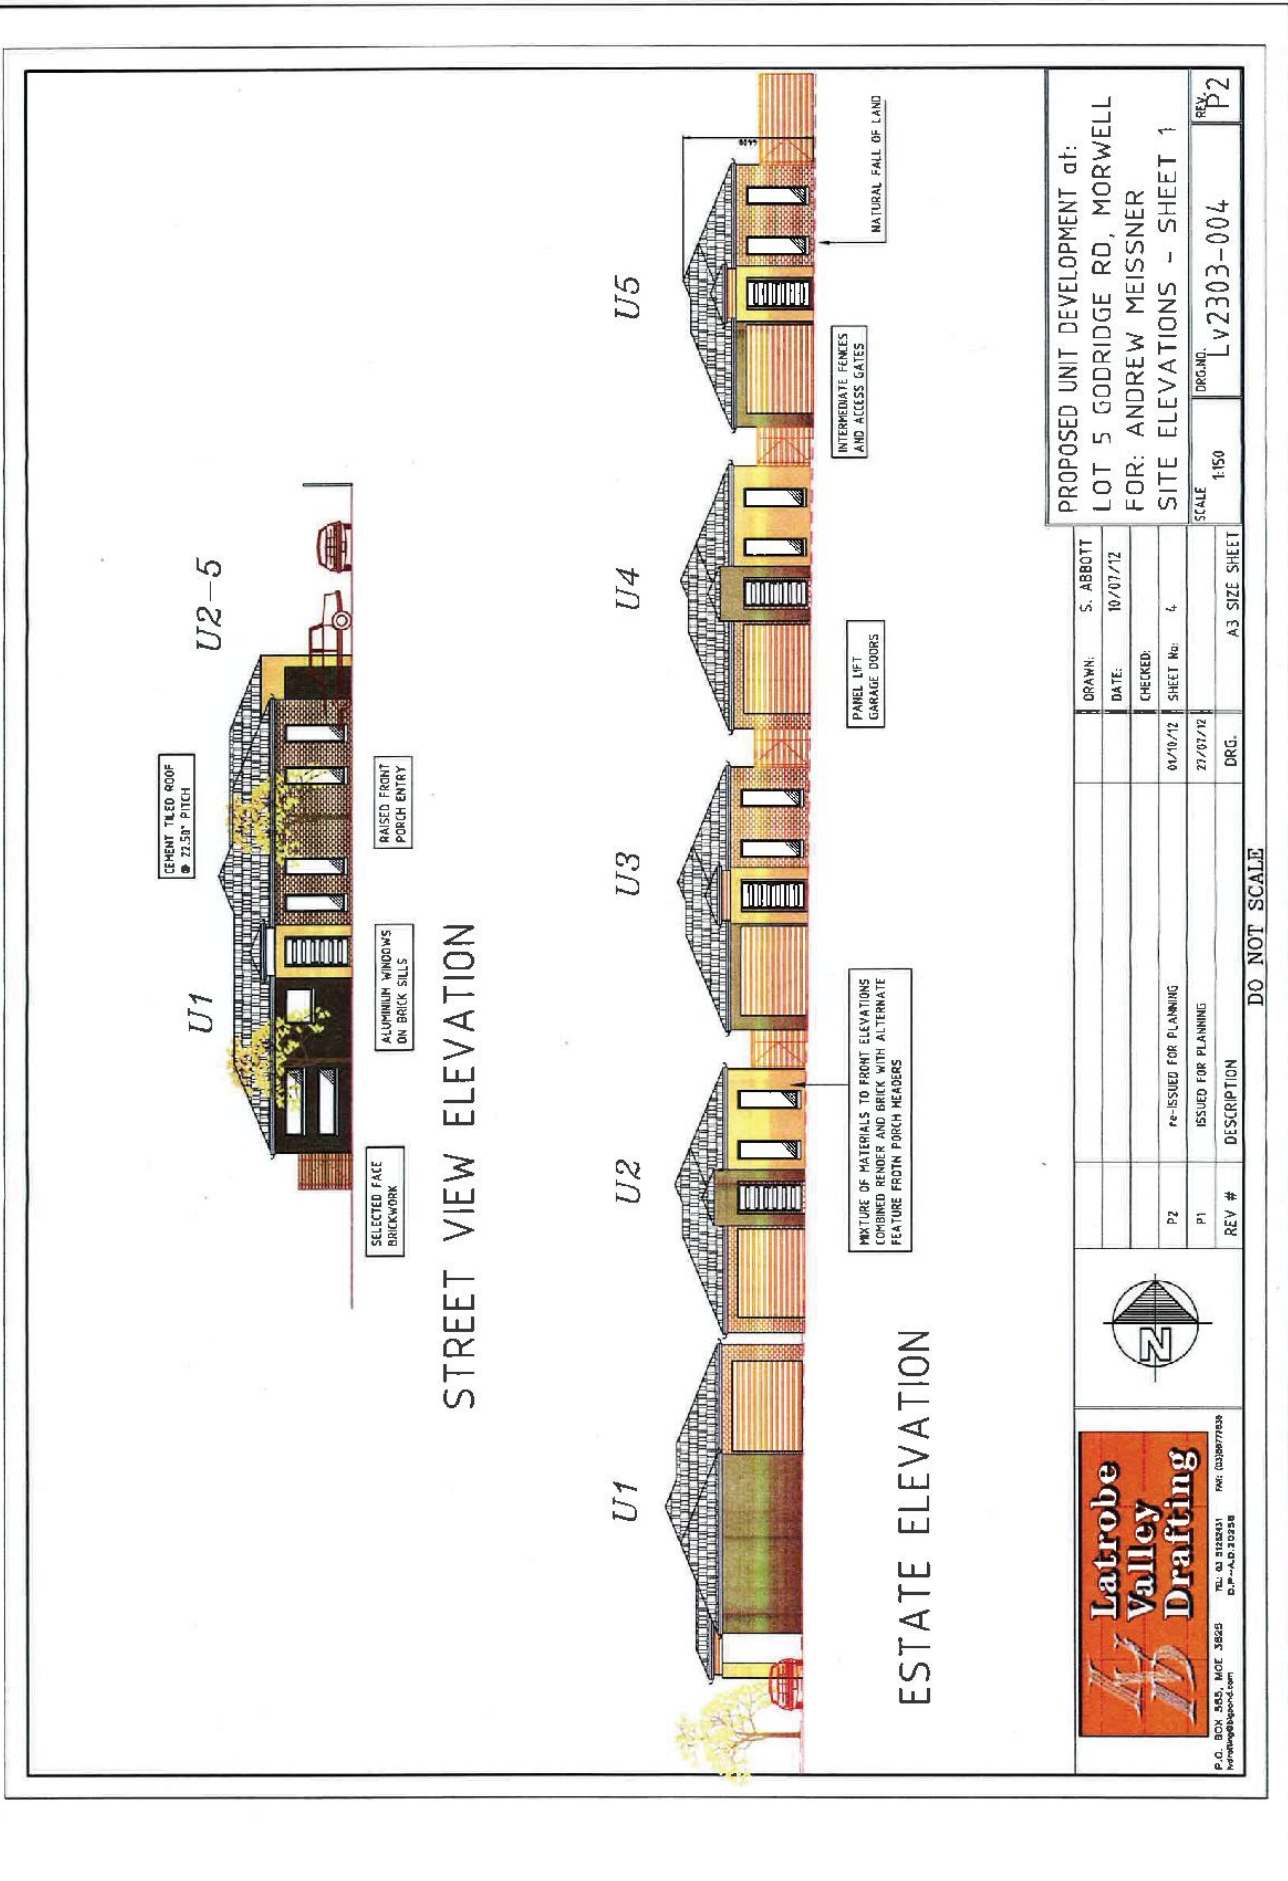 U1
U2-5
CEMENT TILED ROOF
@ 22.50° PITCH
SELECTED FACE
BRICKWORK
ALUMINIUM WINDOWS
ON BRICK SILLS
RAISED FRONT
PORCH ENTRY
STREET VIEW ELEVATION
U1
U2
U3
U4
U5
4400
NATURAL FALL OF LAND
MIXTURE OF MATERIALS TO FRONT ELEVATIONS
COMBINED RENDER AND BRICK WITH ALTERNATE
FEATURE FROTN PORCH HEADERS
PANEL LIFT
GARAGE DOORS
INTERMEDIATE FENCES
AND ACCESS GATES
ESTATE ELEVATION
LVD
Latrobe
Valley
Drafting
P.O. BOX 565, MOE 3825
TEL: 03 51262431
D.P-A.D.20258
N
P2 re-ISSUED FOR PLANNING 01/10/12
P1 ISSUED FOR PLANNING 27/07/12
REV # DESCRIPTION DRG.
DRAWN: S. ABBOTT
DATE: 10/07/12
CHECKED:
SHEET No: 4
A3 SIZE SHEET
PROPOSED UNIT DEVELOPMENT at:
LOT 5 GODRIDGE RD, MORWELL
FOR: ANDREW MEISSNER
SITE ELEVATIONS - SHEET 1
SCALE 1:150
DRG.NO. Lv2303-004
REV: P2
DO NOT SCALE